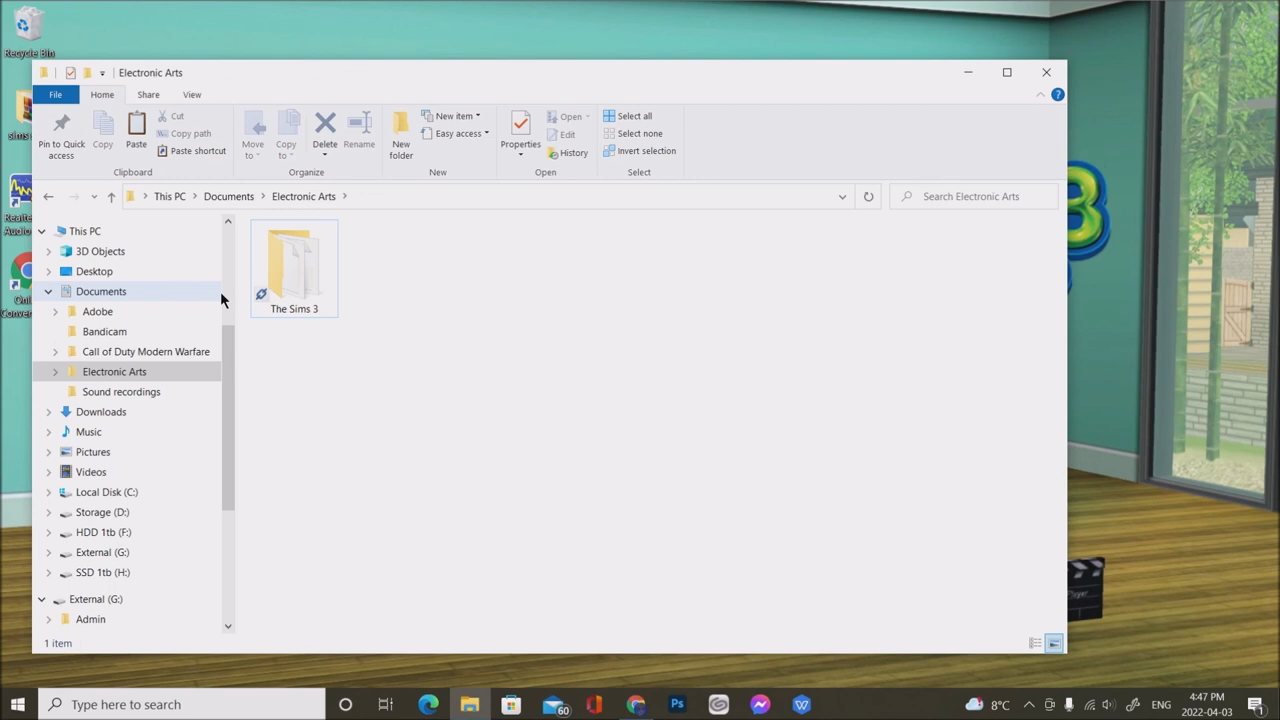 Recycle Bin
Electronic Arts
File Home Share View
Pin to Quick access
Copy
Paste
Cut
Copy path
Paste shortcut
Clipboard
Move to
Copy to
Delete
Rename
Organize
New folder
New item
Easy access
New
Properties
Open
Edit
History
Open
Select all
Select none
Invert selection
Select
This PC > Documents > Electronic Arts >
Search Electronic Arts
This PC
3D Objects
Desktop
Documents
Adobe
Bandicam
Call of Duty Modern Warfare
Electronic Arts
Sound recordings
Downloads
Music
Pictures
Videos
Local Disk (C:)
Storage (D:)
HDD 1tb (F:)
External (G:)
SSD 1tb (H:)
External (G:)
Admin
The Sims 3
1 item
Type here to search
60
Ps
8°C
ENG
4:47 PM
2022-04-03
1